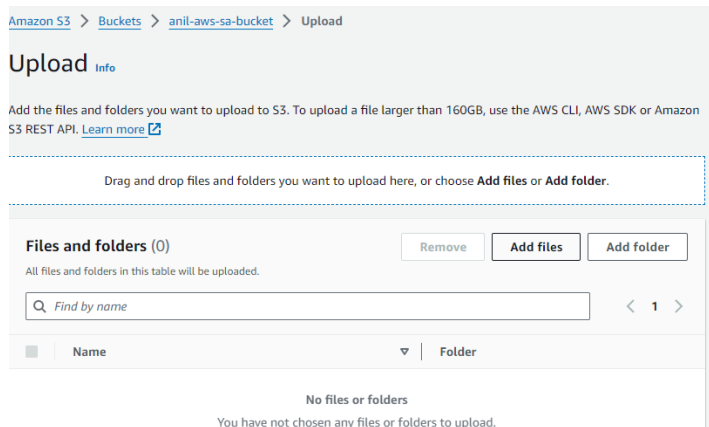 Amazon S3 > Buckets > anil-aws-sa-bucket > Upload
Upload Info
Add the files and folders you want to upload to S3. To upload a file larger than 160GB, use the AWS CLI, AWS SDK or Amazon
S3 REST API. Learn more
Drag and drop files and folders you want to upload here, or choose Add files or Add folder.
Files and folders (0)
Remove
Add files
Add folder
All files and folders in this table will be uploaded.
Find by name
< 1 >
Name
Folder
No files or folders
You have not chosen any files or folders to upload.